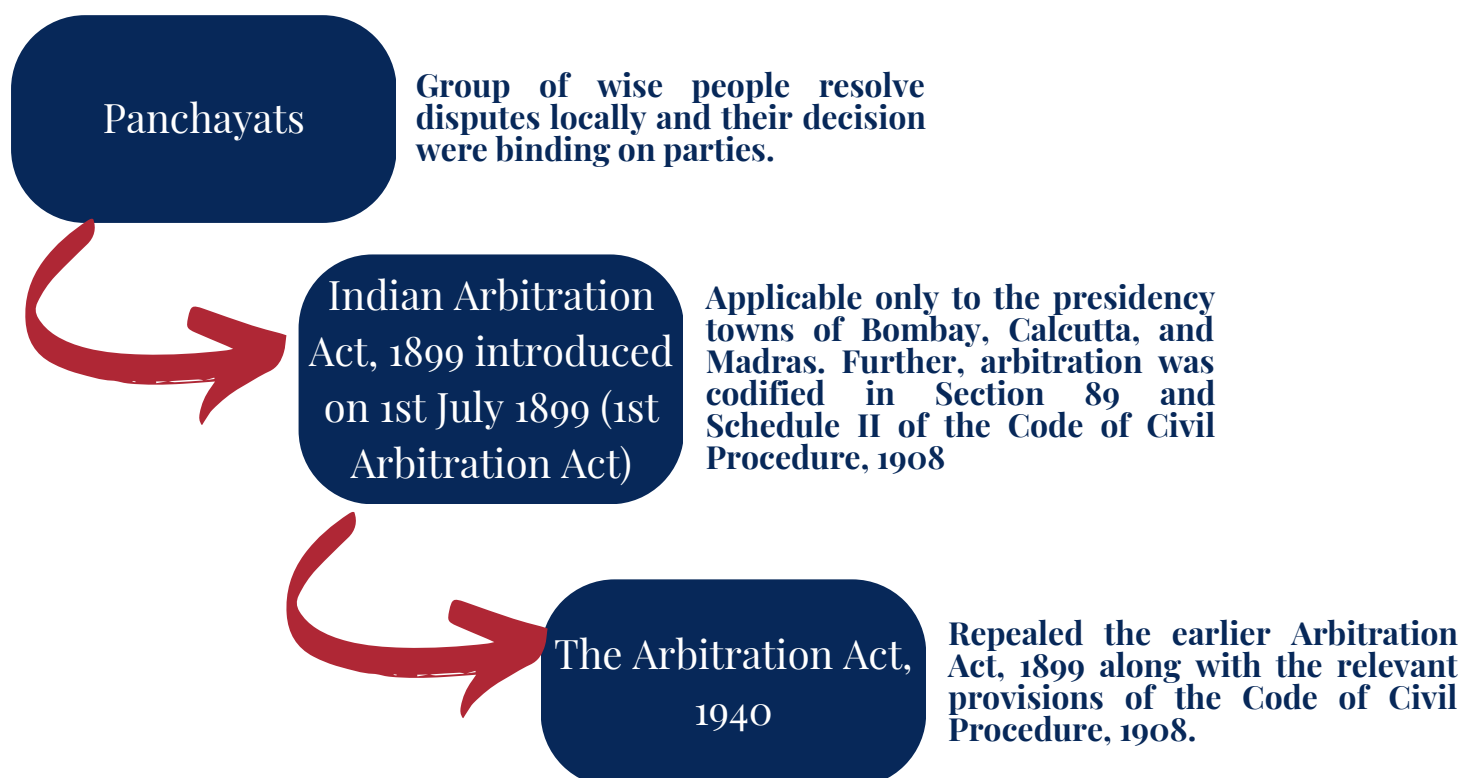 Panchayats
Group of wise people resolve
disputes locally and their decision
were binding on parties.
Indian Arbitration
Act, 1899 introduced
on 1st July 1899 (1st
Arbitration Act)
Applicable only to the presidency
towns of Bombay, Calcutta, and
Madras. Further, arbitration was
codified in Section 89 and
Schedule II of the Code of Civil
Procedure, 1908
The Arbitration Act,
1940
Repealed the earlier Arbitration
Act, 1899 along with the relevant
provisions of the Code of Civil
Procedure, 1908.